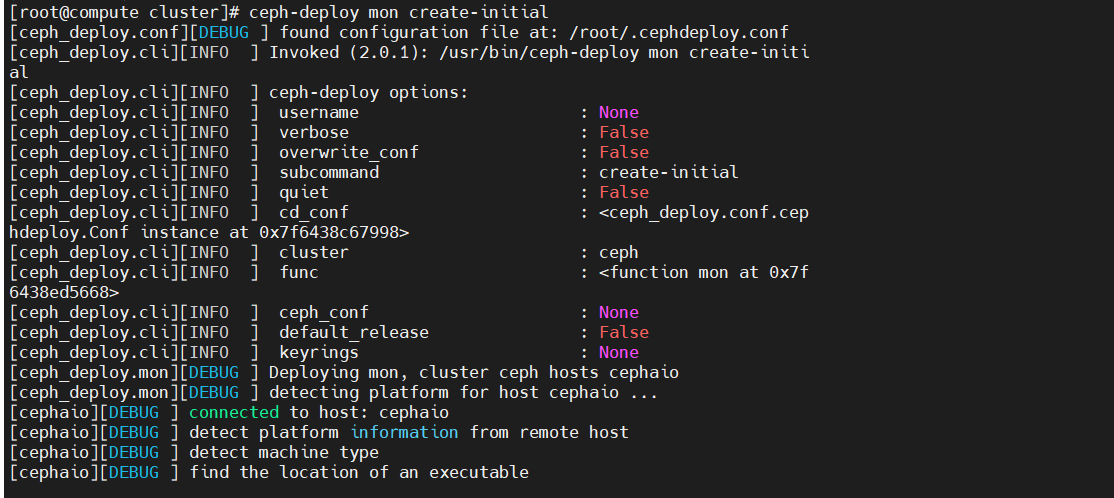 [root@compute cluster]# ceph-deploy mon create-initial
[ceph_deploy.conf][DEBUG ] found configuration file at: /root/.cephdeploy.conf
[ceph_deploy.cli][INFO  ] Invoked (2.0.1): /usr/bin/ceph-deploy mon create-initi
al
[ceph_deploy.cli][INFO  ] ceph-deploy options:
[ceph_deploy.cli][INFO  ]  username                      : None
[ceph_deploy.cli][INFO  ]  verbose                       : False
[ceph_deploy.cli][INFO  ]  overwrite_conf                : False
[ceph_deploy.cli][INFO  ]  subcommand                    : create-initial
[ceph_deploy.cli][INFO  ]  quiet                         : False
[ceph_deploy.cli][INFO  ]  cd_conf                       : <ceph_deploy.conf.cep
hdeploy.Conf instance at 0x7f6438c67998>
[ceph_deploy.cli][INFO  ]  cluster                       : ceph
[ceph_deploy.cli][INFO  ]  func                          : <function mon at 0x7f
6438ed5668>
[ceph_deploy.cli][INFO  ]  ceph_conf                     : None
[ceph_deploy.cli][INFO  ]  default_release               : False
[ceph_deploy.cli][INFO  ]  keyrings                      : None
[ceph_deploy.mon][DEBUG ] Deploying mon, cluster ceph hosts cephaio
[ceph_deploy.mon][DEBUG ] detecting platform for host cephaio ...
[cephaio][DEBUG ] connected to host: cephaio
[cephaio][DEBUG ] detect platform information from remote host
[cephaio][DEBUG ] detect machine type
[cephaio][DEBUG ] find the location of an executable